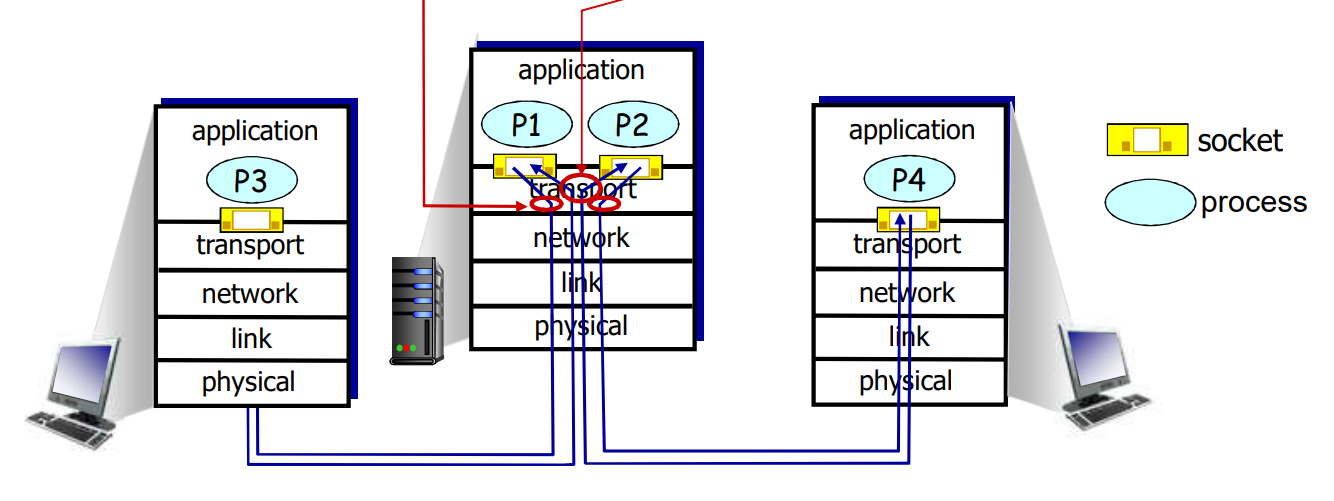 application
P3
transport
network
link
physical
application
P1 P2
transport
network
link
physical
application
P4
transport
network
link
physical
socket
process